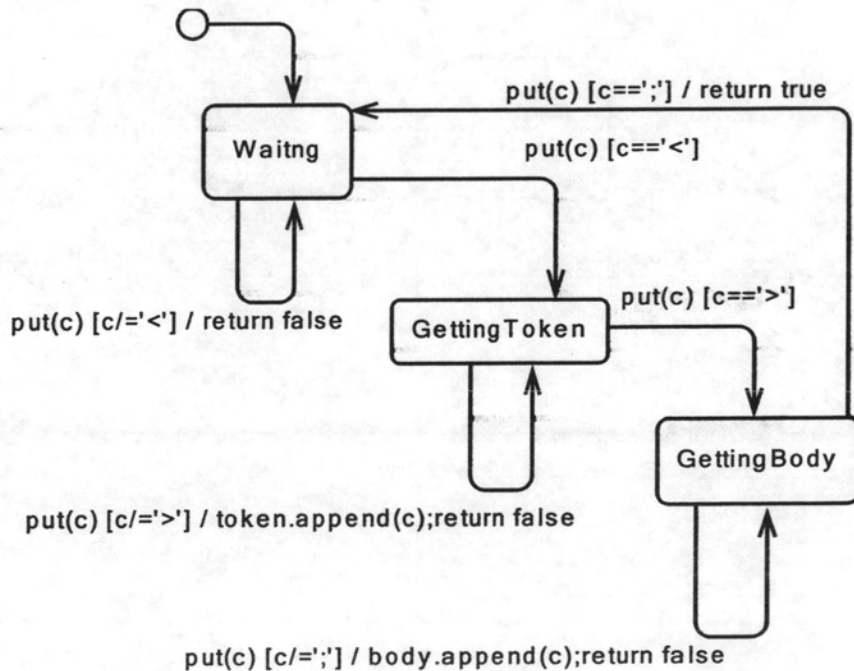 put(c) [c==';'] / return true
Waitng
put(c) [c=='<']
put(c) [c=='>']
put(c) [c/='<'] / return false
GettingToken
GettingBody
put(c) [c/='>'] / token.append(c);return false
put(c) [c/=';'] / body.append(c);return false